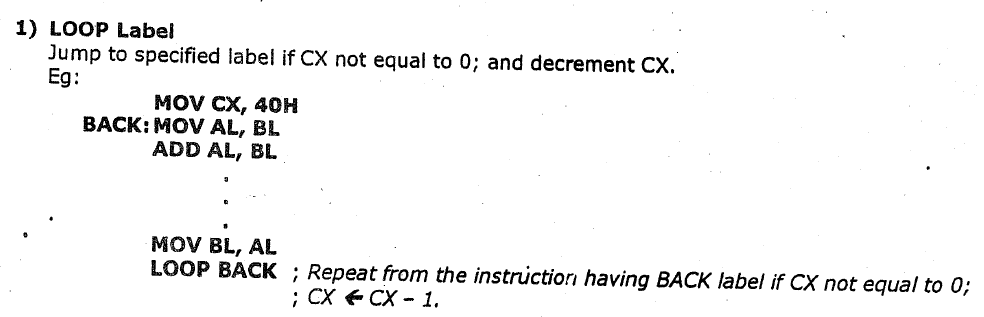 1) LOOP Label
Jump to specified label if CX not equal to 0; and decrement CX.
Eg:
MOV CX, 40H
BACK: MOV AL, BL
ADD AL, BL
.
.
.
MOV BL, AL
LOOP BACK ; Repeat from the instruction having BACK label if CX not equal to 0;
; CX ← CX – 1.